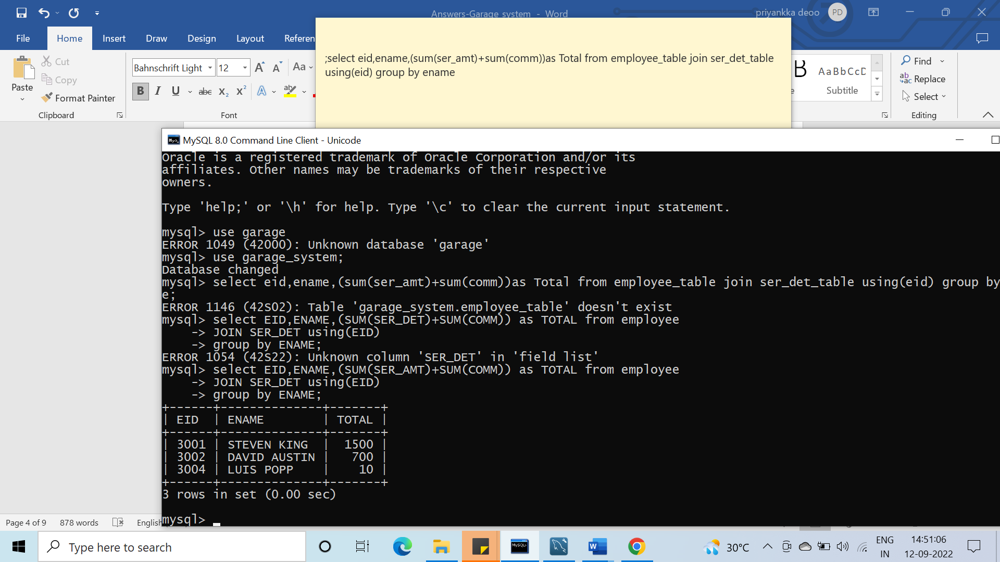 Answers-Garage system - Word
priyankka deoo
PD
File Home Insert Draw Design Layout Referen
Paste
Cut
Copy
Format Painter
Clipboard
Bahnschrift Light 12 Aa
B I U abc X₂ X² A ab
Font
;select eid,ename,(sum(ser_amt)+sum(comm))as Total from employee_table join ser_det_table
using(eid) group by ename
AaBbCcD
Subtitle
Find
Replace
Select
Editing
MySQL 8.0 Command Line Client - Unicode
Oracle is a registered trademark of Oracle Corporation and/or its
affiliates. Other names may be trademarks of their respective
owners.
Type 'help;' or '\h' for help. Type '\c' to clear the current input statement.
mysql> use garage
ERROR 1049 (42000): Unknown database 'garage'
mysql> use garage_system;
Database changed
mysql> select eid,ename,(sum(ser_amt)+sum(comm))as Total from employee_table join ser_det_table using(eid) group by
e;
ERROR 1146 (42S02): Table 'garage_system.employee_table' doesn't exist
mysql> select EID,ENAME,(SUM(SER_DET)+SUM(COMM)) as TOTAL from employee
-> JOIN SER_DET using(EID)
-> group by ENAME;
ERROR 1054 (42S22): Unknown column 'SER_DET' in 'field list'
mysql> select EID,ENAME,(SUM(SER_AMT)+SUM(COMM)) as TOTAL from employee
-> JOIN SER_DET using(EID)
-> group by ENAME;
+------+--------------+-------+
| EID | ENAME | TOTAL |
+------+--------------+-------+
| 3001 | STEVEN KING | 1500 |
| 3002 | DAVID AUSTIN | 700 |
| 3004 | LUIS POPP | 10 |
+------+--------------+-------+
3 rows in set (0.00 sec)
mysql>
Page 4 of 9 878 words English
Type here to search
30°C
ENG
IN
14:51:06
12-09-2022